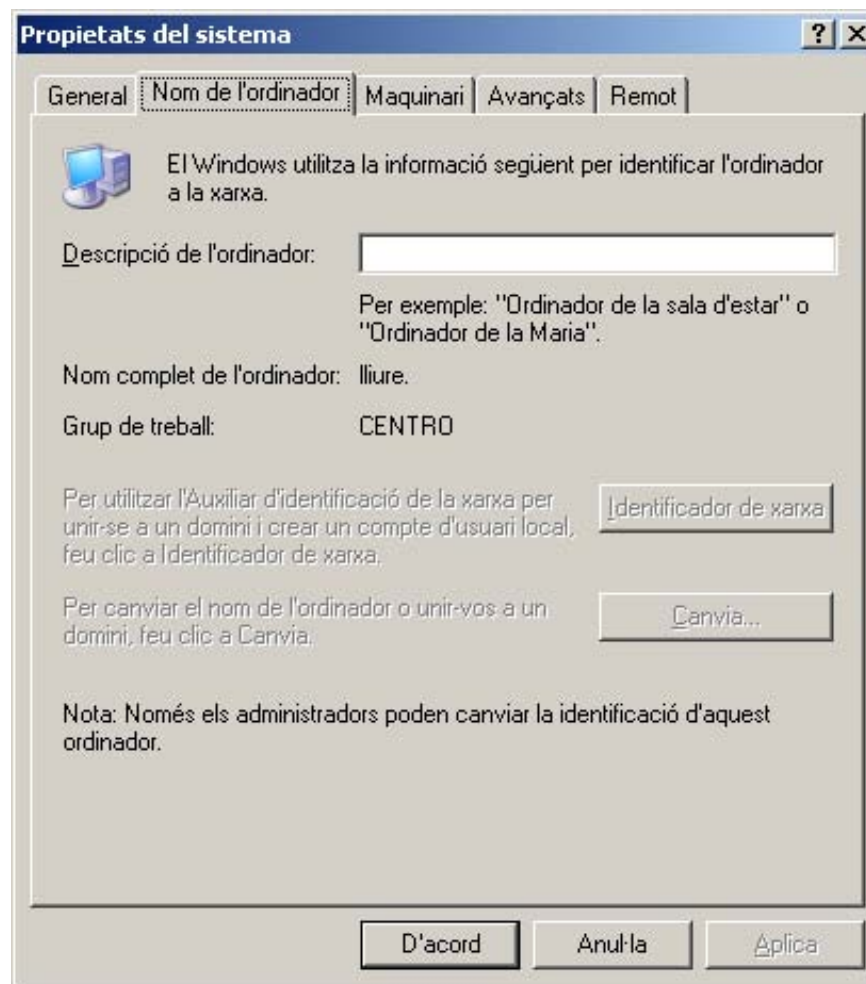 Propietats del sistema
General Nom de l'ordinador Maquinari Avançats Remot
El Windows utilitza la informació següent per identificar l'ordinador
a la xarxa.
Descripció de l'ordinador:
Per exemple: "Ordinador de la sala d'estar" o
"Ordinador de la Maria".
Nom complet de l'ordinador: lliure.
Grup de treball: CENTRO
Per utilitzar l'Auxiliar d'identificació de la xarxa per
unir-se a un domini i crear un compte d'usuari local,
feu clic a Identificador de xarxa.
Identificador de xarxa
Per canviar el nom de l'ordinador o unir-vos a un
domini, feu clic a Canvia.
Canvia...
Nota: Només els administradors poden canviar la identificació d'aquest
ordinador.
D'acord Anul·la Aplica